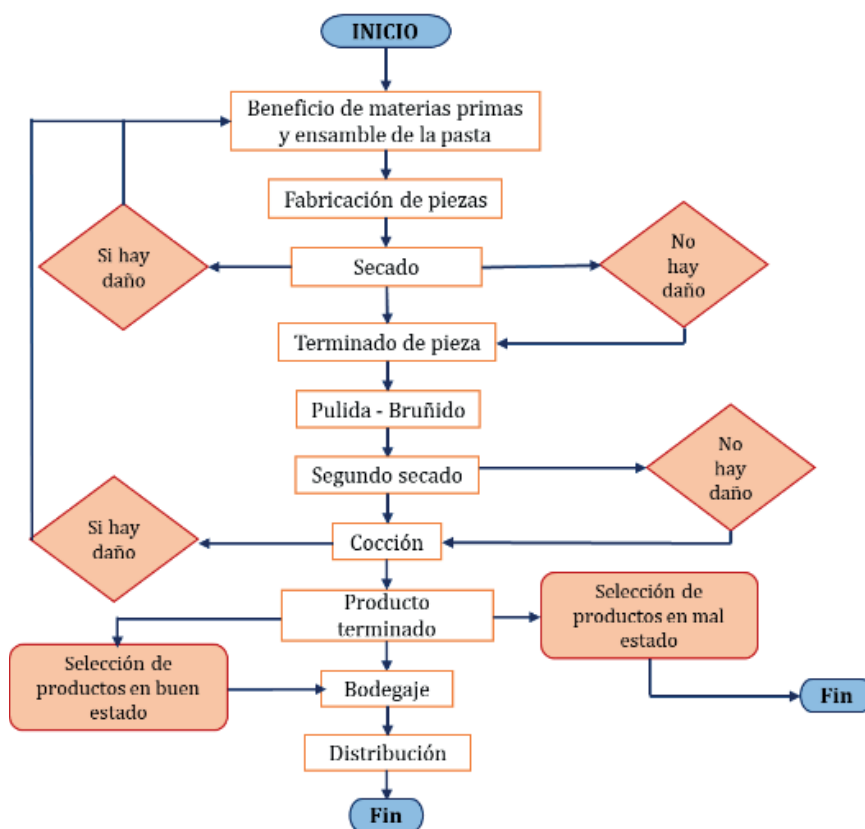 INICIO
Beneficio de materias primas
y ensamble de la pasta
Fabricación de piezas
Si hay
daño
Secado
No
hay
daño
Terminado de pieza
Pulida - Bruñido
Segundo secado
No
hay
daño
Si hay
daño
Cocción
Producto
terminado
Selección de
productos en mal
estado
Selección de
productos en buen
estado
Bodegaje
Fin
Distribución
Fin